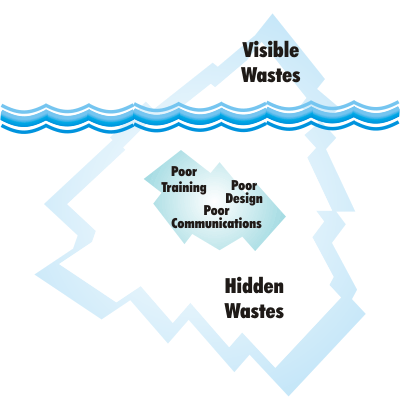 Visible
Wastes
Poor
Training
Poor
Design
Poor
Communications
Hidden
Wastes